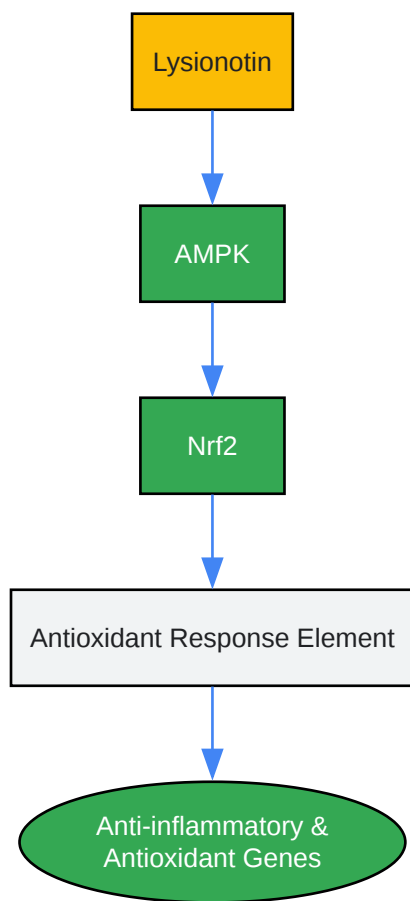 Lysionotin
AMPK
Nrf2
Antioxidant Response Element
Anti-inflammatory &
Antioxidant Genes